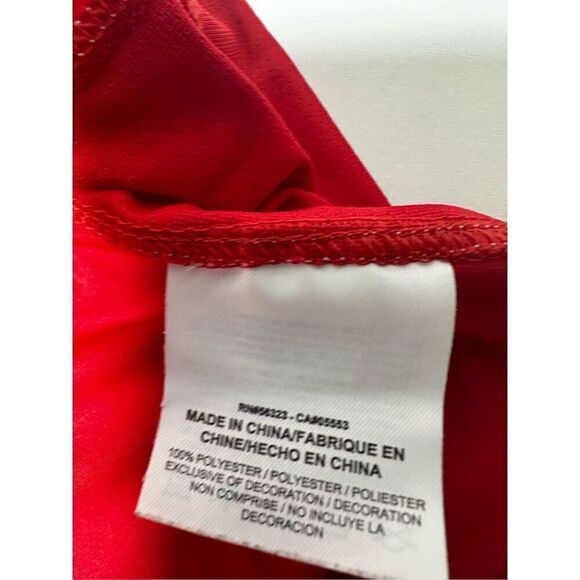 RN#56323 - CA#05553
MADE IN CHINA/FABRIQUE EN
CHINE/HECHO EN CHINA
100% POLYESTER / POLYESTER / POLIESTER
EXCLUSIVE OF DECORATION / DECORATION
NON COMPRISE / NO INCLUYE LA
DECORACION